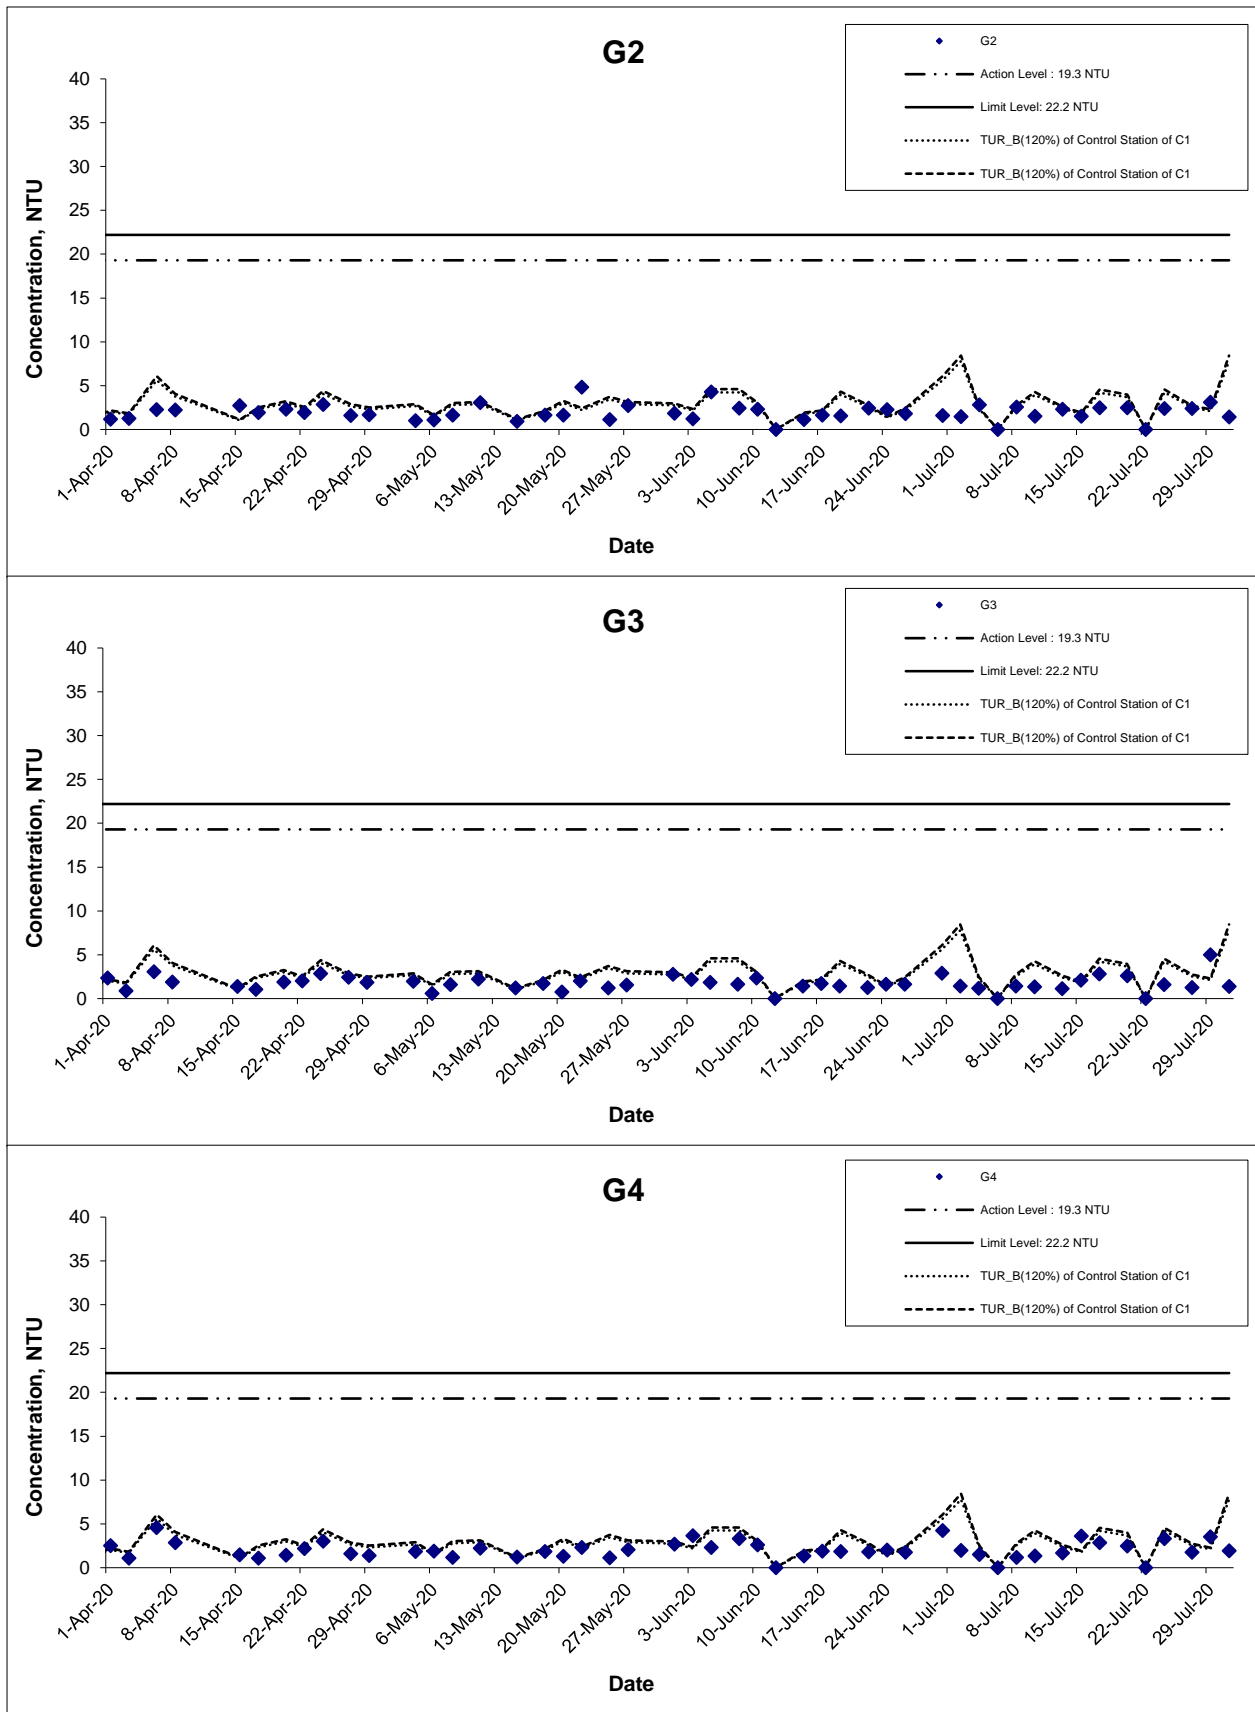 G2
G2
Action Level : 19.3 NTU
Limit Level: 22.2 NTU
TUR_B(120%) of Control Station of C1
TUR_B(120%) of Control Station of C1
Concentration, NTU
40
35
30
25
20
15
10
5
0
1-Apr-20
8-Apr-20
15-Apr-20
22-Apr-20
29-Apr-20
6-May-20
13-May-20
20-May-20
27-May-20
3-Jun-20
10-Jun-20
17-Jun-20
24-Jun-20
1-Jul-20
8-Jul-20
15-Jul-20
22-Jul-20
29-Jul-20
Date
G3
G3
Action Level : 19.3 NTU
Limit Level: 22.2 NTU
TUR_B(120%) of Control Station of C1
TUR_B(120%) of Control Station of C1
Concentration, NTU
40
35
30
25
20
15
10
5
0
1-Apr-20
8-Apr-20
15-Apr-20
22-Apr-20
29-Apr-20
6-May-20
13-May-20
20-May-20
27-May-20
3-Jun-20
10-Jun-20
17-Jun-20
24-Jun-20
1-Jul-20
8-Jul-20
15-Jul-20
22-Jul-20
29-Jul-20
Date
G4
G4
Action Level : 19.3 NTU
Limit Level: 22.2 NTU
TUR_B(120%) of Control Station of C1
TUR_B(120%) of Control Station of C1
Concentration, NTU
40
35
30
25
20
15
10
5
0
1-Apr-20
8-Apr-20
15-Apr-20
22-Apr-20
29-Apr-20
6-May-20
13-May-20
20-May-20
27-May-20
3-Jun-20
10-Jun-20
17-Jun-20
24-Jun-20
1-Jul-20
8-Jul-20
15-Jul-20
22-Jul-20
29-Jul-20
Date